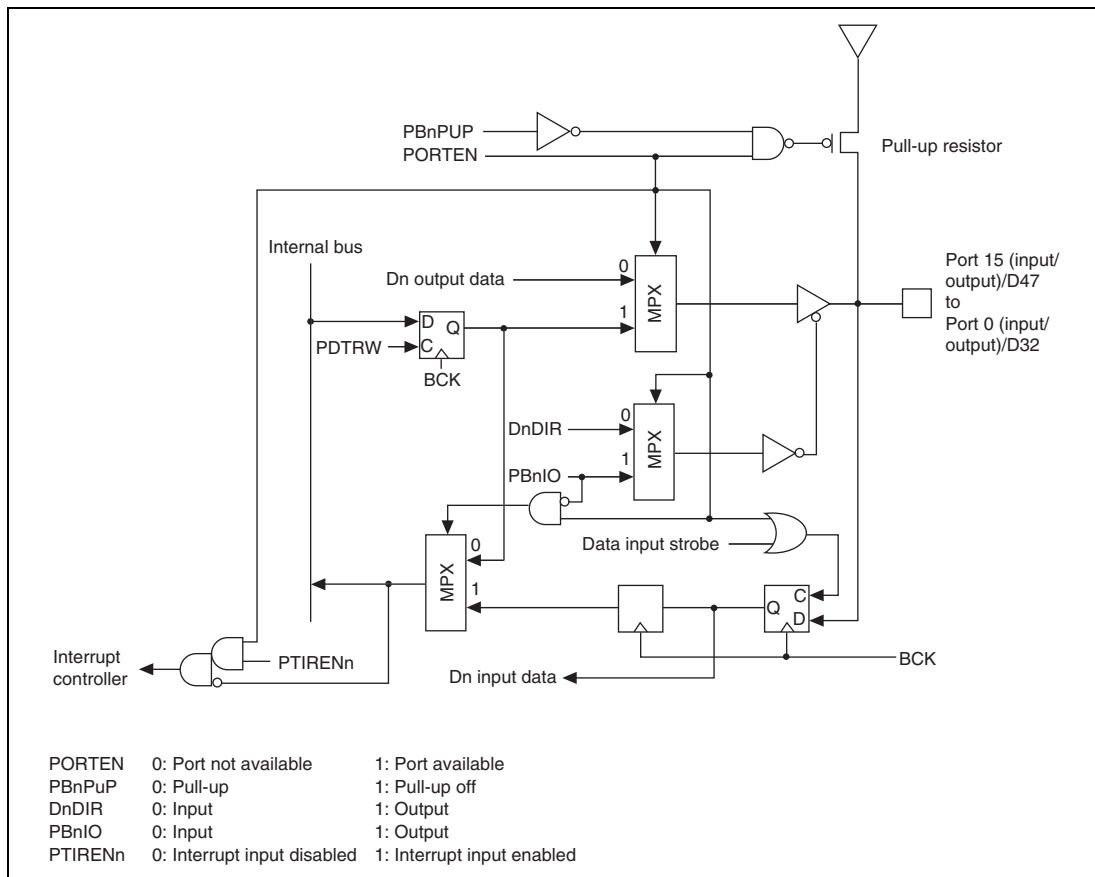 PBnPUP
PORTEN
Pull-up resistor
Internal bus
Dn output data
0
1
MPX
Port 15 (input/
output)/D47
to
Port 0 (input/
output)/D32
D
Q
C
PDTRW
BCK
DnDIR
0
1
MPX
PBnIO
Data input strobe
0
1
MPX
Q
C
D
Interrupt
controller
PTIRENn
Dn input data
BCK
PORTEN 0: Port not available 1: Port available
PBnPuP 0: Pull-up 1: Pull-up off
DnDIR 0: Input 1: Output
PBnIO 0: Input 1: Output
PTIRENn 0: Interrupt input disabled 1: Interrupt input enabled